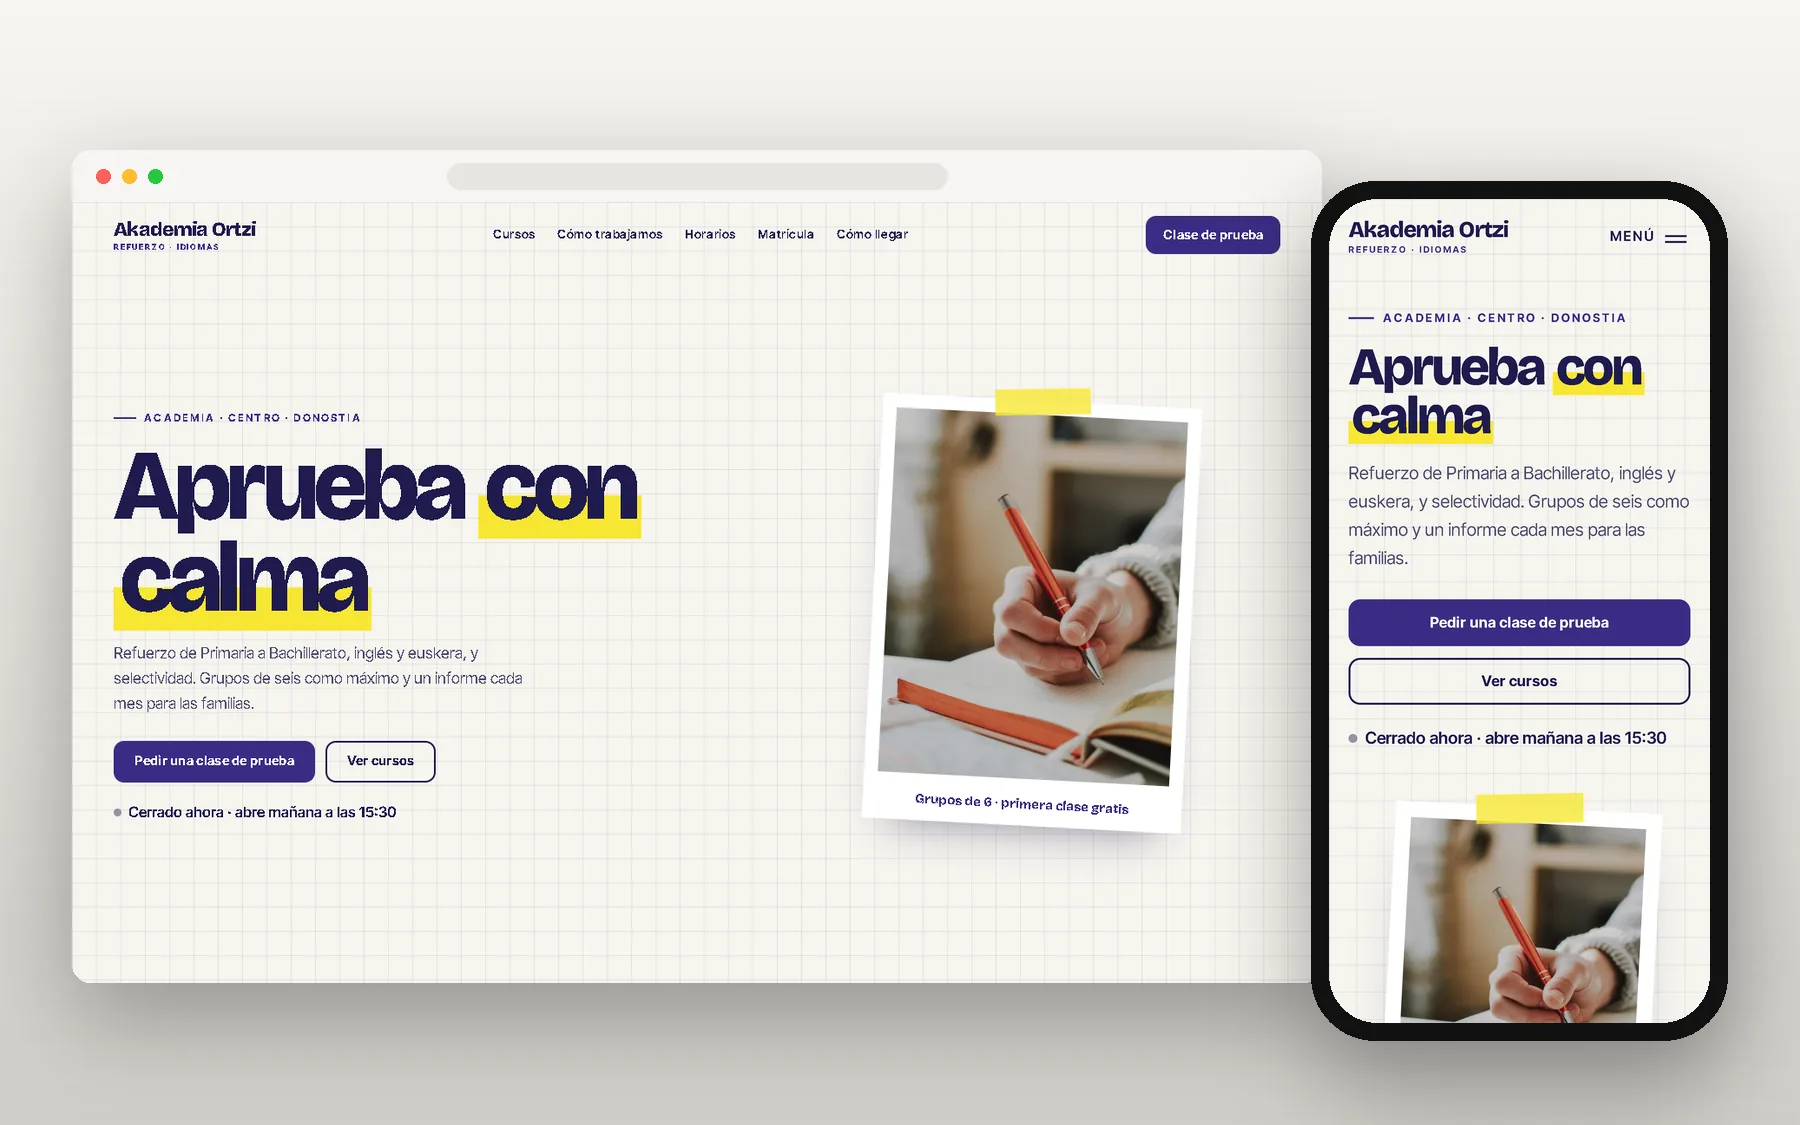 Akademia Ortzi
REFUERZO · IDIOMAS
Cursos
Cómo trabajamos
Horarios
Matrícula
Cómo llegar
Clase de prueba
ACADEMIA · CENTRO · DONOSTIA
Aprueba con
calma
Refuerzo de Primaria a Bachillerato, inglés y euskera, y
selectividad. Grupos de seis como máximo y un informe cada
mes para las familias.
Pedir una clase de prueba
Ver cursos
Cerrado ahora · abre mañana a las 15:30
Grupos de 6 · primera clase gratis
Akademia Ortzi
REFUERZO · IDIOMAS
MENÚ
ACADEMIA · CENTRO · DONOSTIA
Aprueba con
calma
Refuerzo de Primaria a Bachillerato, inglés y
euskera, y selectividad. Grupos de seis como
máximo y un informe cada mes para las
familias.
Pedir una clase de prueba
Ver cursos
Cerrado ahora · abre mañana a las 15:30